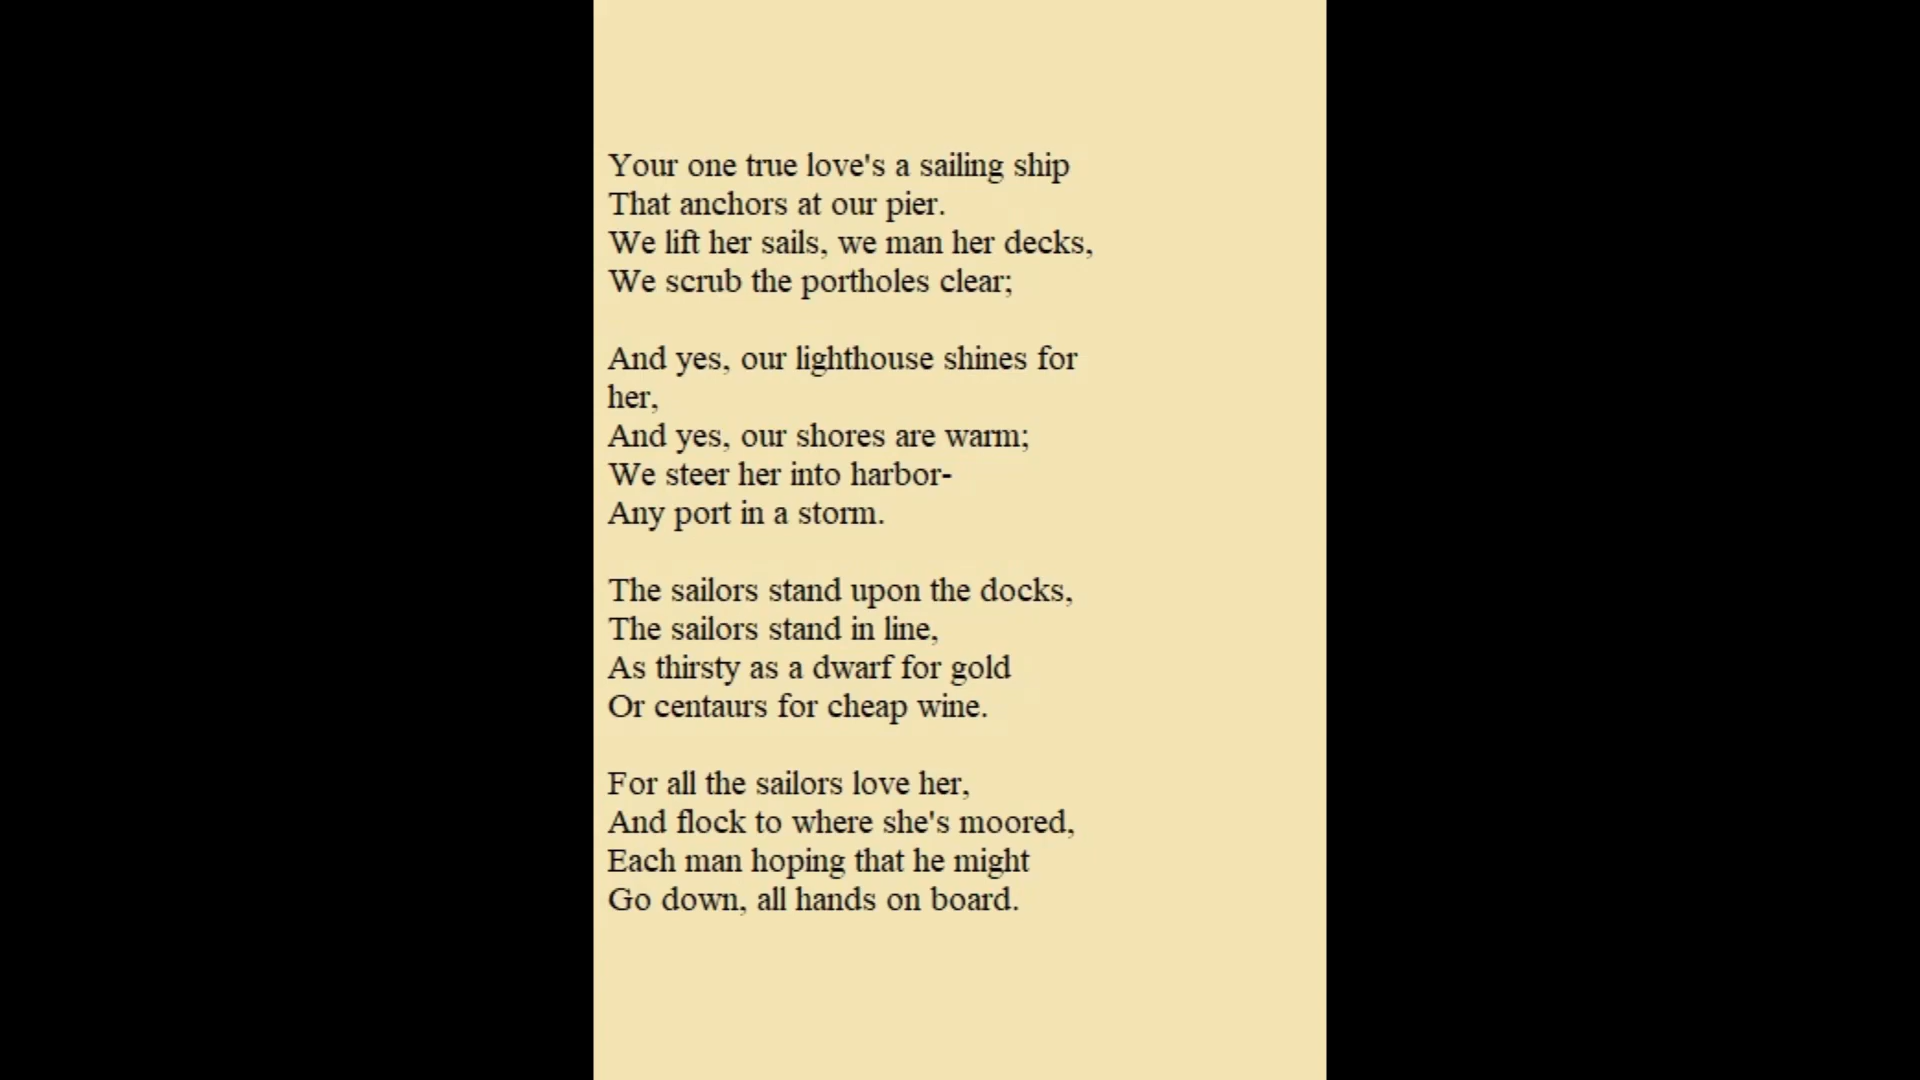 Your one true love's a sailing ship
That anchors at our pier.
We lift her sails, we man her decks,
We scrub the portholes clear;
And yes, our lighthouse shines for
her,
And yes, our shores are warm;
We steer her into harbor-
Any port in a storm.
The sailors stand upon the docks,
The sailors stand in line,
As thirsty as a dwarf for gold
Or centaurs for cheap wine.
For all the sailors love her,
And flock to where she's moored,
Each man hoping that he might
Go down, all hands on board.